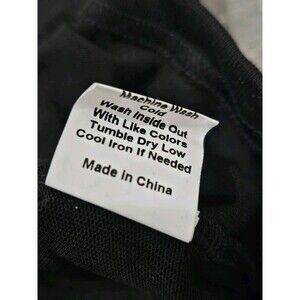 Machine Wash
Cold
Wash Inside Out
With Like Colors
Tumble Dry Low
Cool Iron If Needed
Made in China